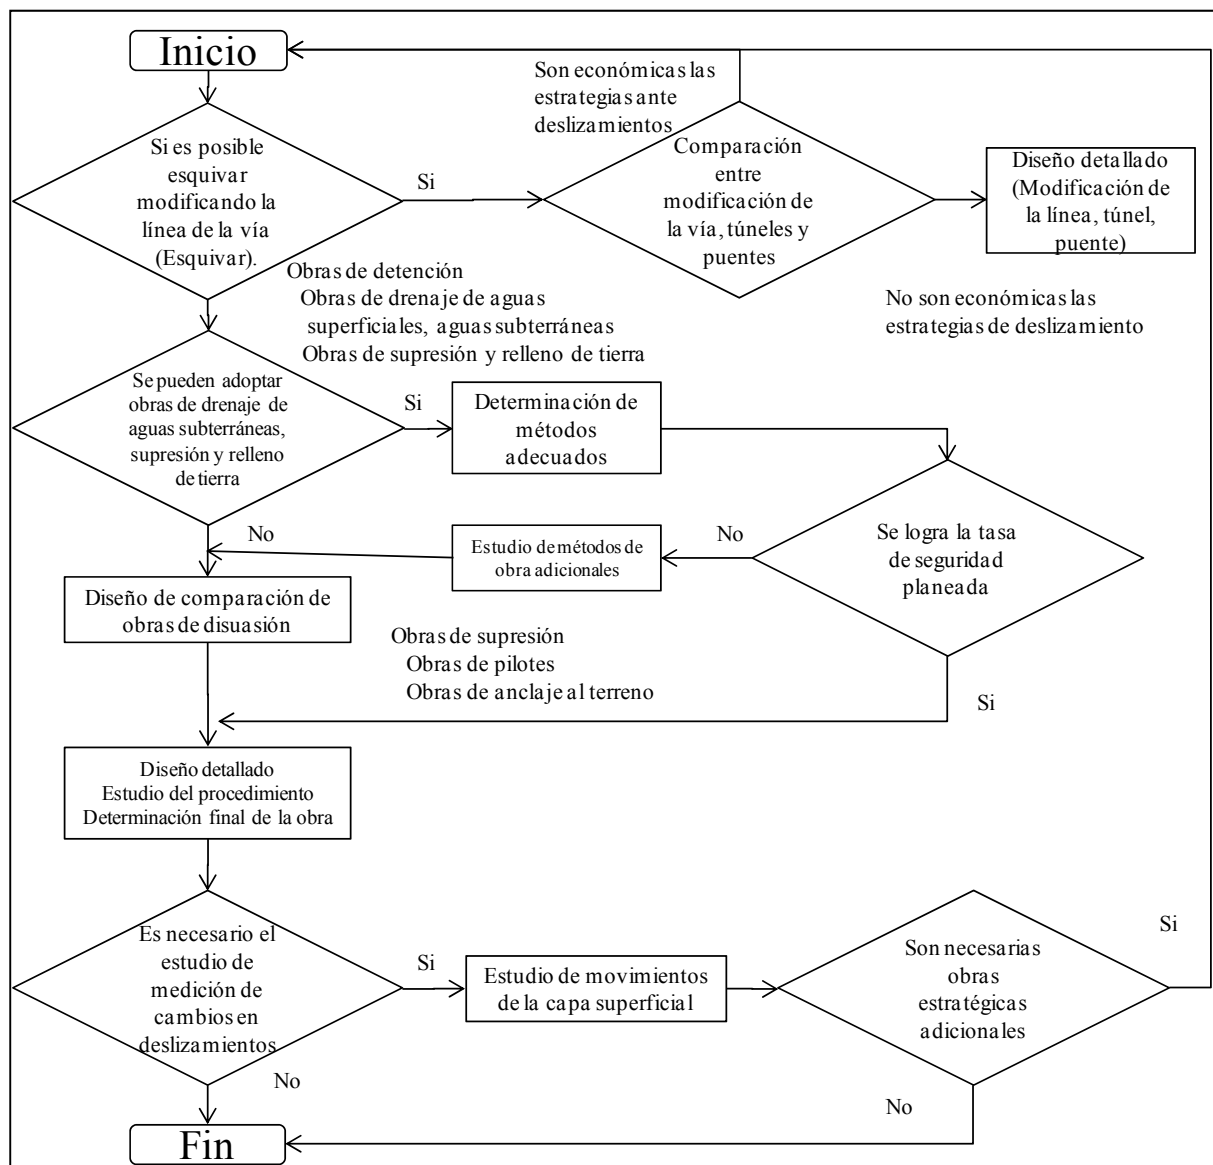 Inicio
Son económicas las
estrategias ante
deslizamientos
Si es posible
esquivar
modificando la
línea de la vía
(Esquivar).
Si
Comparación
entre
modificación de
la vía, túneles y
puentes
Diseño detallado
(Modificación de
la línea, túnel,
puente)
Obras de detención
Obras de drenaje de aguas
superficiales, aguas subterráneas
Obras de supresión y relleno de tierra
No son económicas las
estrategias de deslizamiento
Se pueden adoptar
obras de drenaje de
aguas subterráneas,
supresión y relleno
de tierra
Si
Determinación de
métodos
adecuados
No
Estudio de métodos de
obra adicionales
No
Se logra la tasa
de seguridad
planeada
Diseño de comparación de
obras de disuasión
Obras de supresión
Obras de pilotes
Obras de anclaje al terreno
Si
Diseño detallado
Estudio del procedimiento
Determinación final de la obra
Es necesario el
estudio de
medición de
cambios en
deslizamientos
Si
Estudio de movimientos
de la capa superficial
Son necesarias
obras
estratégicas
adicionales
Si
No
No
Fin